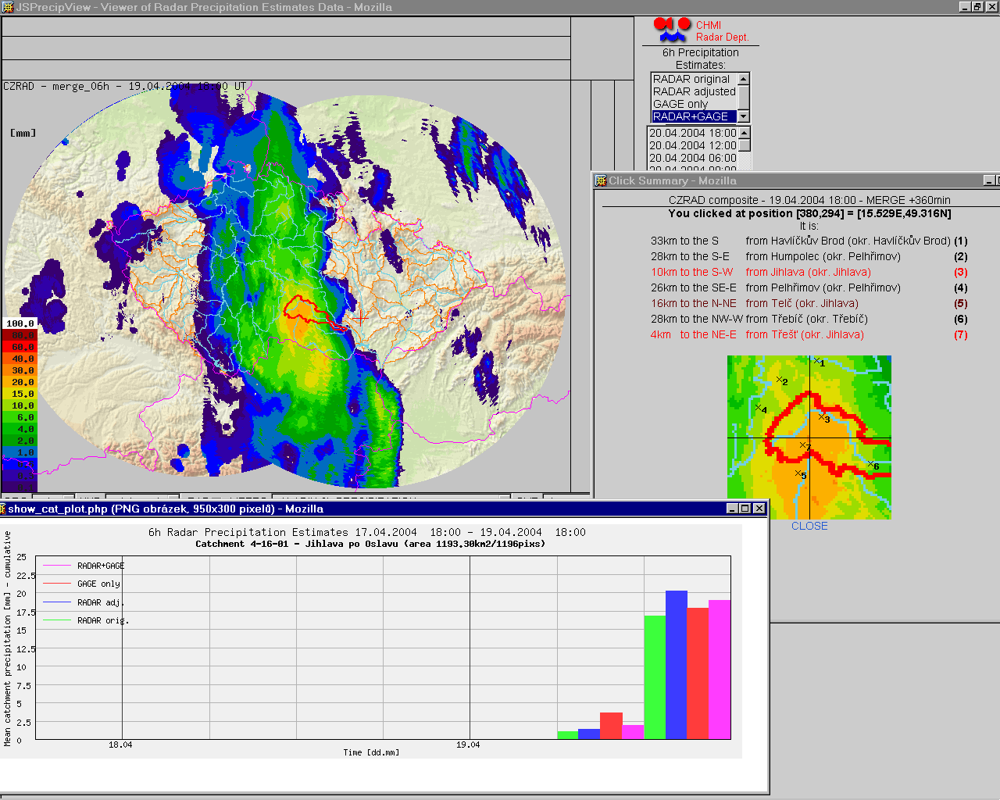 JSPrecipView - Viewer of Radar Precipitation Estimates Data - Mozilla
CHMI
Radar Dept.
6h Precipitation
Estimates:
RADAR original
RADAR adjusted
GAGE only
RADAR+GAGE
20.04.2004 18:00
20.04.2004 12:00
20.04.2004 06:00
CZRAD - merge_06h - 19.04.2004 18:00 UT
[mm]
100.0
80.0
60.0
40.0
30.0
20.0
15.0
10.0
6.0
4.0
2.0
1.0
Click Summary - Mozilla
CZRAD composite - 19.04.2004 18:00 - MERGE +360min
You clicked at position [380,294] = [15.529E,49.316N]
It is:
33km to the S from Havlíčkův Brod (okr. Havlíčkův Brod) (1)
28km to the S-E from Humpolec (okr. Pelhřimov) (2)
10km to the S-W from Jihlava (okr. Jihlava) (3)
26km to the SE-E from Pelhřimov (okr. Pelhřimov) (4)
16km to the N-NE from Telč (okr. Jihlava) (5)
28km to the NW-W from Třebíč (okr. Třebíč) (6)
4km to the NE-E from Třešť (okr. Jihlava) (7)
1
2
3
4
7
6
5
CLOSE
show_cat_plot.php (PNG obrázek, 950x300 pixelů) - Mozilla
6h Radar Precipitation Estimates 17.04.2004 18:00 - 19.04.2004 18:00
Catchment 4-16-01 - Jihlava po Oslavu (area 1193.30km2/1196pixs)
Mean catchment precipitation [mm] - cumulative
25
22.5
20
17.5
15
12.5
10
7.5
5
2.5
0
RADAR+GAGE
GAGE only
RADAR adj.
RADAR orig.
18.04
19.04
Time [dd.mm]